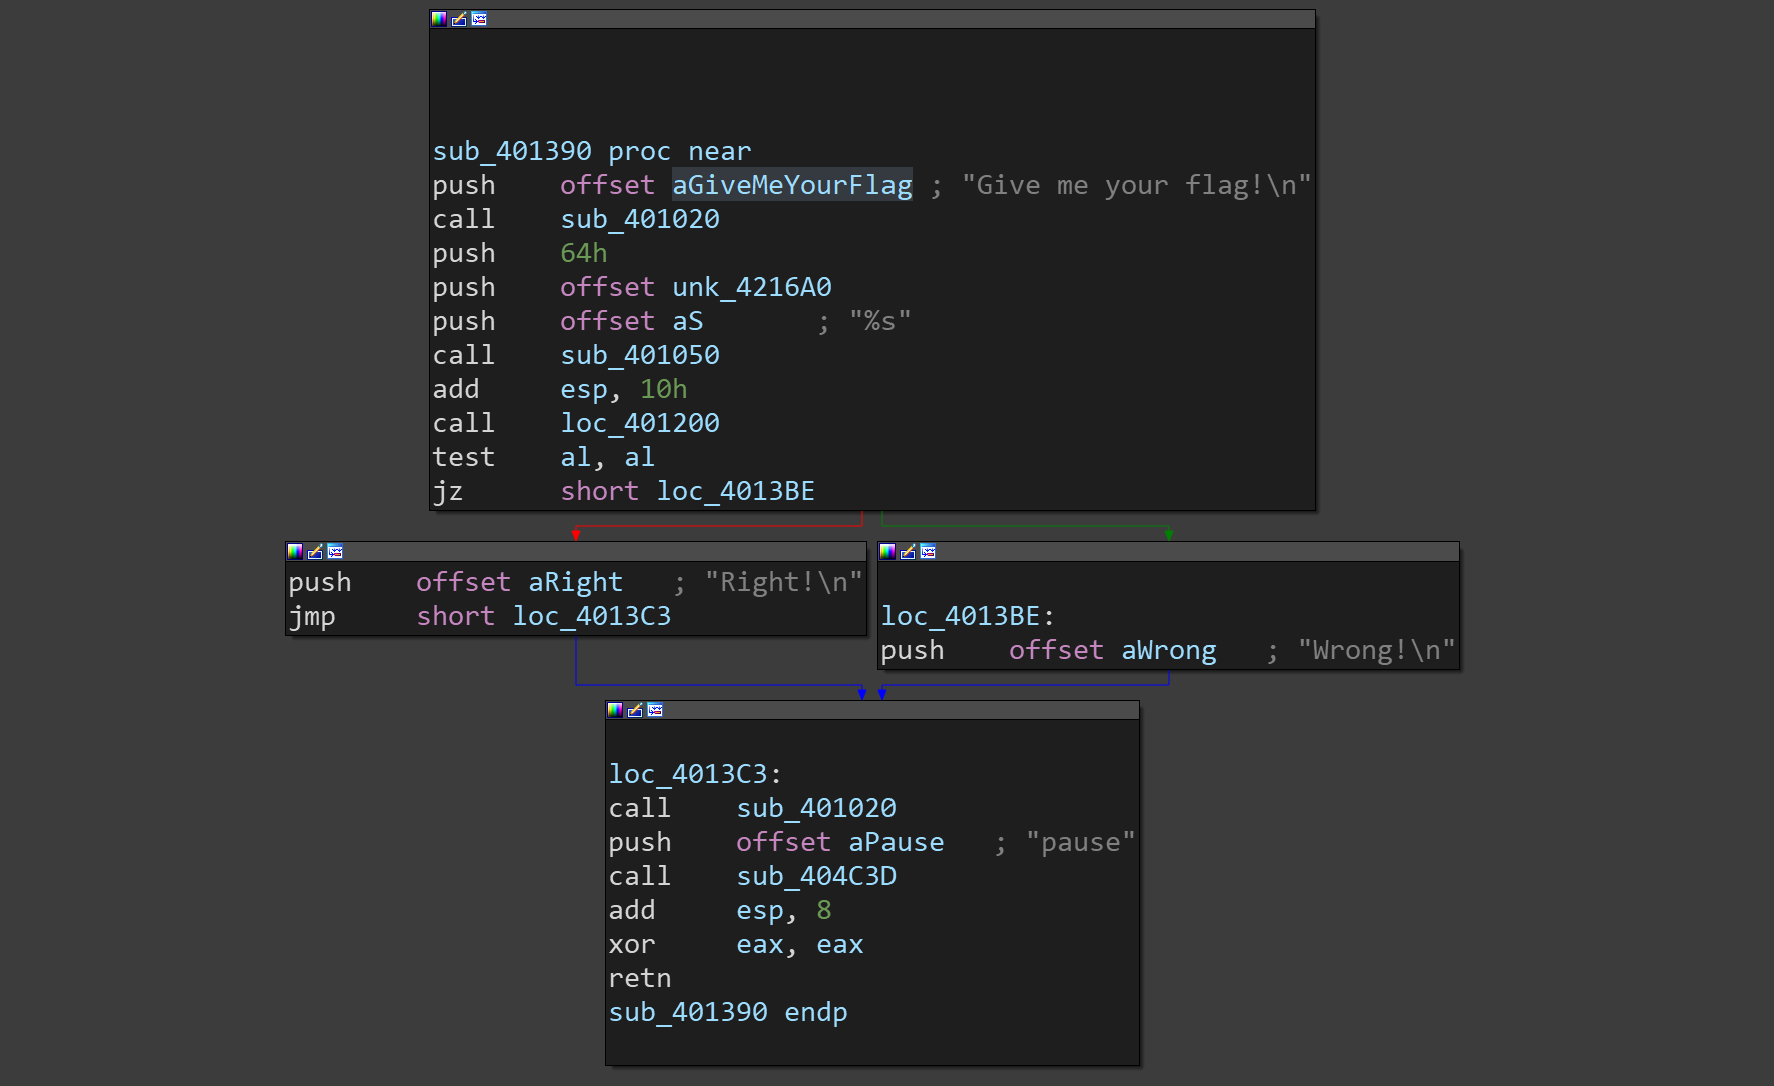 sub_401390 proc near
push offset aGiveMeYourFlag ; "Give me your flag!\n"
call sub_401020
push 64h
push offset unk_4216A0
push offset aS ; "%s"
call sub_401050
add esp, 10h
call loc_401200
test al, al
jz short loc_4013BE
push offset aRight ; "Right!\n"
jmp short loc_4013C3
loc_4013BE:
push offset aWrong ; "Wrong!\n"
loc_4013C3:
call sub_401020
push offset aPause ; "pause"
call sub_404C3D
add esp, 8
xor eax, eax
retn
sub_401390 endp